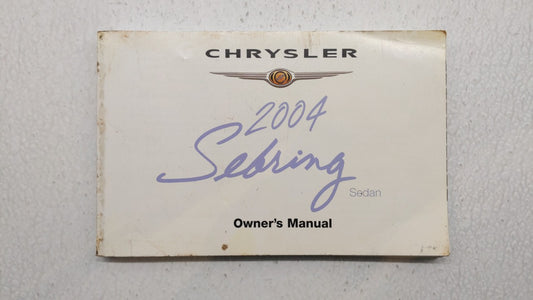 CHRYSLER
2004
Sebring
Sedan
Owner's Manual